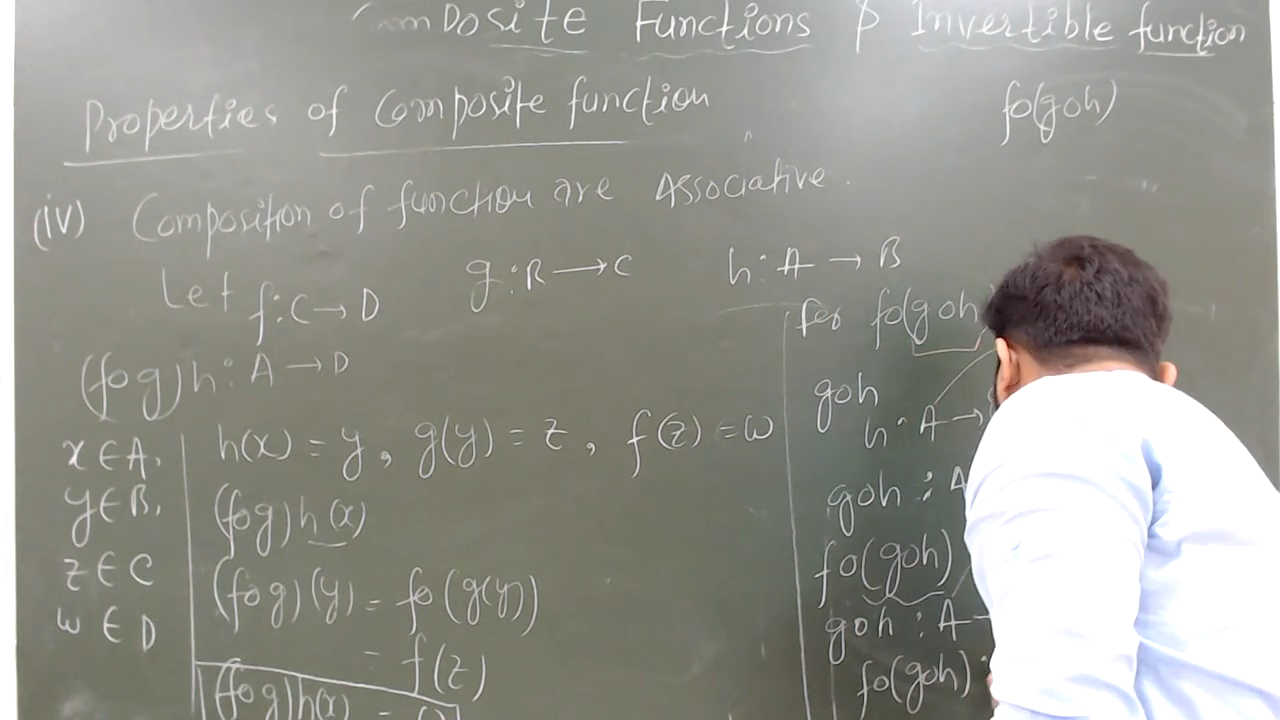 Composite Functions & Invertible function
Properties of Composite function
fo(goh)
(iv) Composition of function are Associative.
Let f: C → D g: B → C h: A → B
(fog)h: A → D
x ∈ A,
y ∈ B,
z ∈ C
w ∈ D
h(x) = y, g(y) = z, f(z) = w
(fog)h(x)
(fog)(y) = fo(g(y))
= f(z)
(fog)h(x) =
for fo(goh)
goh
h: A →
goh : A
fo(goh)
goh : A
fo(goh) :